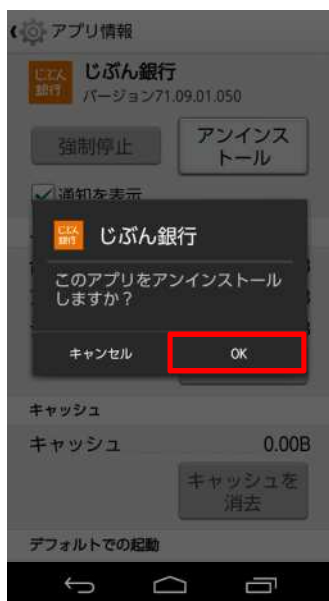 アプリ情報
じぶん銀行
じぶん銀行
バージョン71.09.01.050
強制停止
アンインストール
通知を表示
じぶん銀行
じぶん銀行
このアプリをアンインストール
しますか？
キャンセル
OK
キャッシュ
キャッシュ
0.00B
キャッシュを
消去
デフォルトでの起動